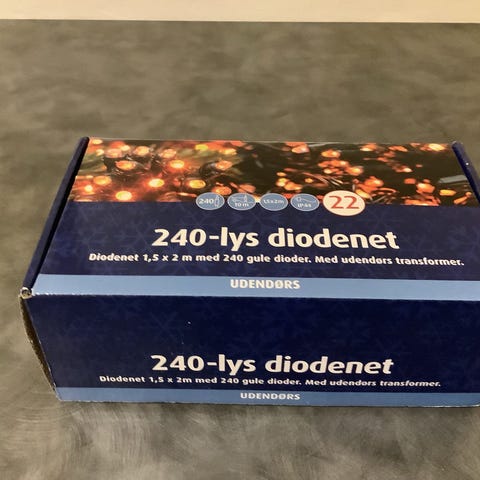 240 10 m 1,5x2m IP44 22
240-lys diodenet
Diodenet 1,5 x 2 m med 240 gule dioder. Med udendørs transformer.
UDENDØRS
240-lys diodenet
Diodenet 1,5 x 2m med 240 gule dioder. Med udendørs transformer.
UDENDØRS